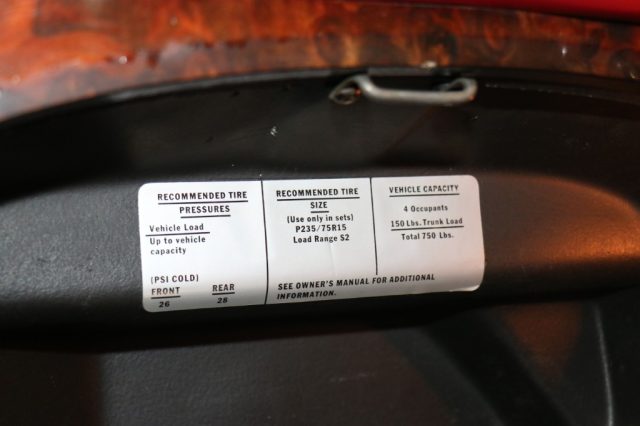 RECOMMENDED TIRE
PRESSURES
Vehicle Load
Up to vehicle
capacity
(PSI COLD)
FRONT REAR
26 28
RECOMMENDED TIRE
SIZE
(Use only in sets)
P235/75R15
Load Range S2
VEHICLE CAPACITY
4 Occupants
150 Lbs. Trunk Load
Total 750 Lbs.
SEE OWNER'S MANUAL FOR ADDITIONAL
INFORMATION.